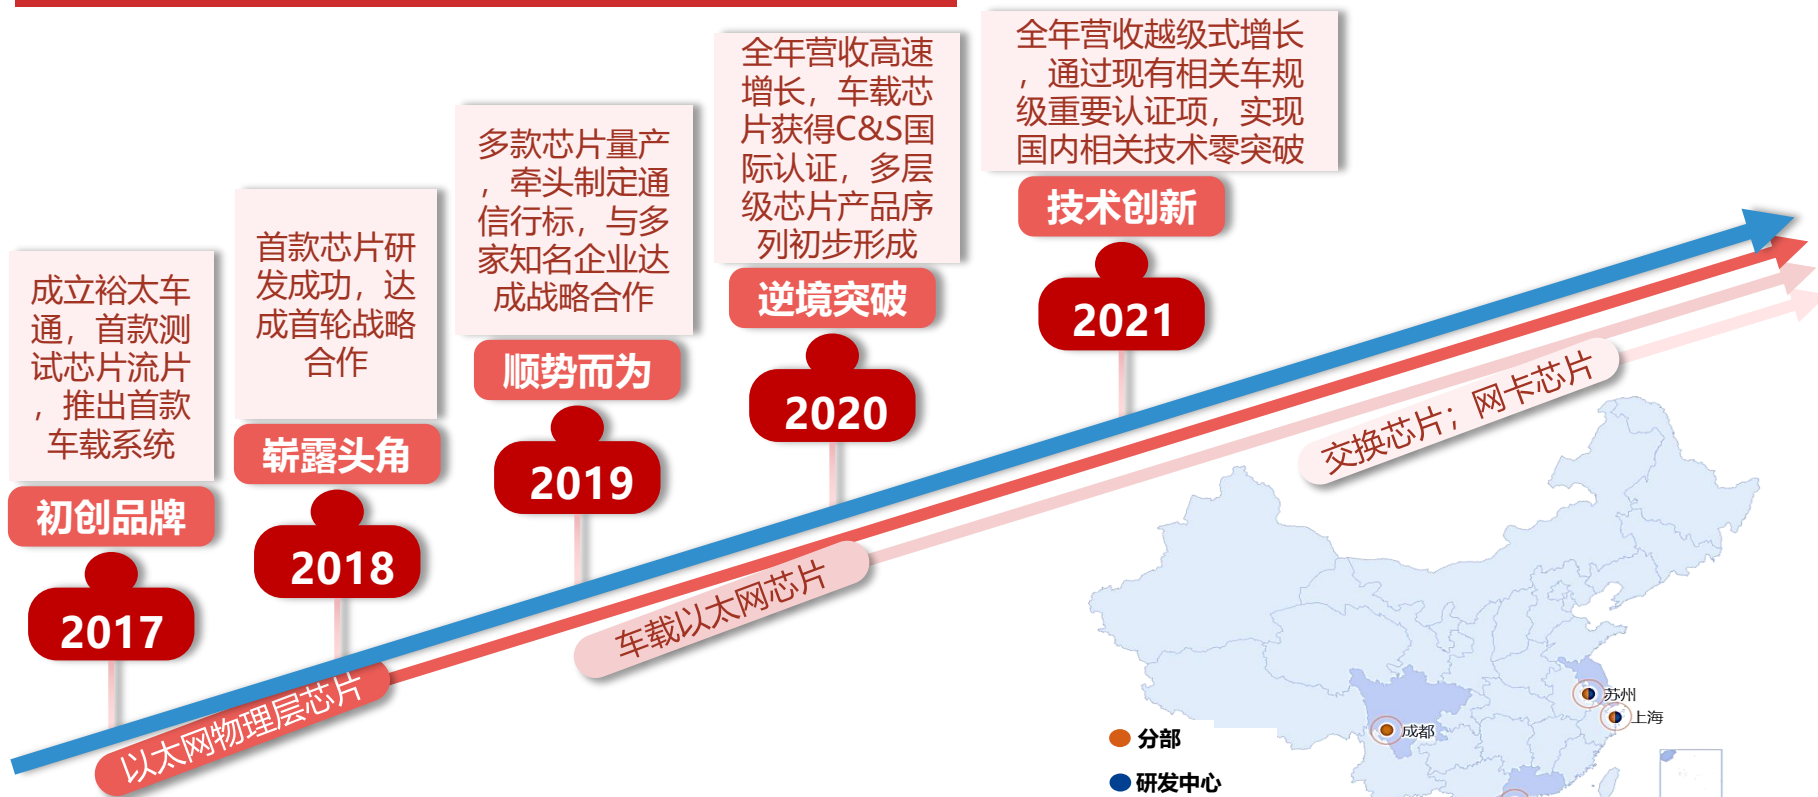 成立裕太车
通，首款测
试芯片流片
，推出首款
车载系统
初创品牌
2017
首款芯片研
发成功，达
成首轮战略
合作
崭露头角
2018
多款芯片量产
，牵头制定通
信行标，与多
家知名企业达
成战略合作
顺势而为
2019
全年营收高速
增长，车载芯
片获得C&S国
际认证，多层
级芯片产品序
列初步形成
逆境突破
2020
全年营收越级式增长
，通过现有相关车规
级重要认证项，实现
国内相关技术零突破
技术创新
2021
以太网物理层芯片
车载以太网芯片
交换芯片；网卡芯片
苏州
上海
成都
分部
研发中心